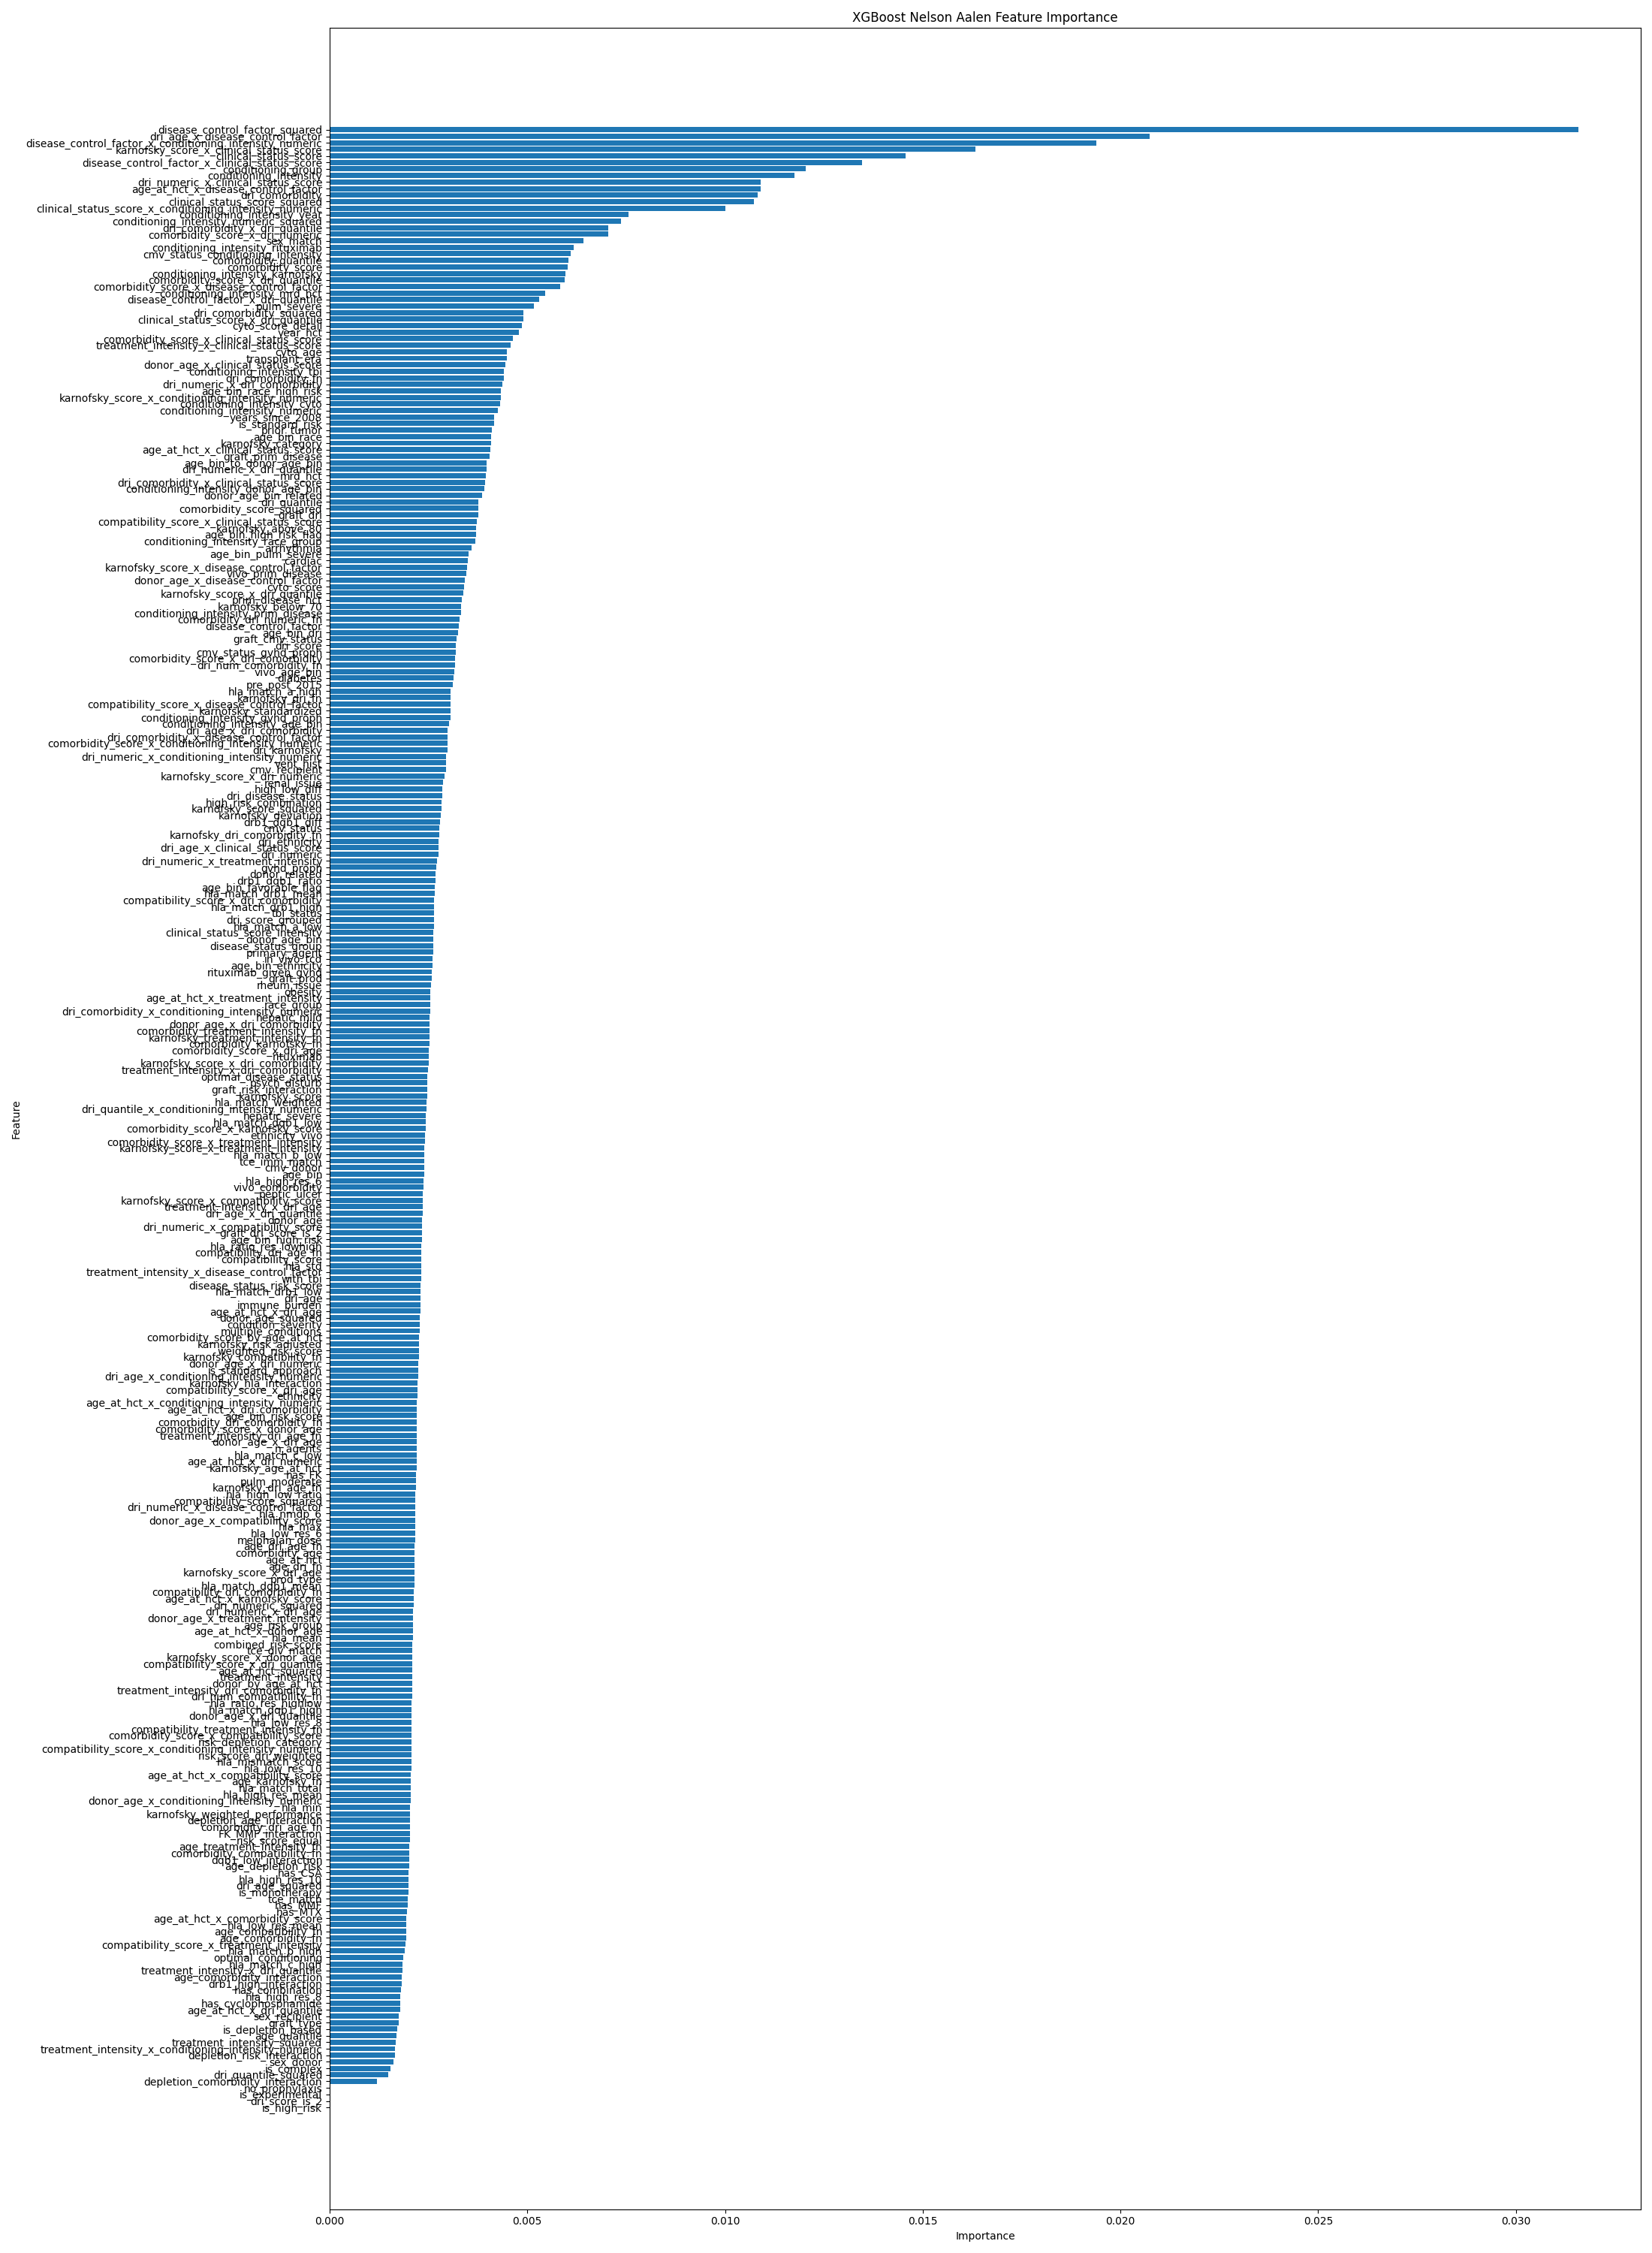 XGBoost Nelson Aalen Feature Importance
disease_control_factor_squared
dri_age_x_disease_control_factor
disease_control_factor_x_conditioning_intensity_numeric
karnofsky_score_x_clinical_status_score
clinical_status_score
disease_control_factor_x_clinical_status_score
conditioning_group
conditioning_intensity
dri_numeric_x_clinical_status_score
age_at_hct_x_disease_control_factor
dri_comorbidity
clinical_status_score_squared
clinical_status_score_x_conditioning_intensity_numeric
conditioning_intensity_year
conditioning_intensity_numeric_squared
dri_comorbidity_x_dri_quantile
comorbidity_score_x_dri_numeric
sex_match
conditioning_intensity_rituximab
cmv_status_conditioning_intensity
comorbidity_quantile
comorbidity_score
conditioning_intensity_karnofsky
comorbidity_score_x_dri_quantile
comorbidity_score_x_disease_control_factor
conditioning_intensity_mrd_hct
disease_control_factor_x_dri_quantile
pulm_severe
dri_comorbidity_squared
clinical_status_score_x_dri_quantile
cyto_score_detail
year_hct
comorbidity_score_x_clinical_status_score
treatment_intensity_x_clinical_status_score
cyto_age
transplant_era
donor_age_x_clinical_status_score
conditioning_intensity_tbi
dri_comorbidity_fn
dri_numeric_x_dri_comorbidity
age_bin_race_high_risk
karnofsky_score_x_conditioning_intensity_numeric
conditioning_intensity_cyto
conditioning_intensity_numeric
years_since_2008
is_standard_risk
prior_tumor
age_bin_race
karnofsky_category
age_at_hct_x_clinical_status_score
graft_prim_disease
age_bin_to_donor_age_bin
dri_numeric_x_dri_quantile
mrd_hct
dri_comorbidity_x_clinical_status_score
conditioning_intensity_donor_age_bin
donor_age_bin_related
dri_quantile
comorbidity_score_squared
graft_dri
compatibility_score_x_clinical_status_score
karnofsky_above_80
age_bin_high_risk_flag
conditioning_intensity_race_group
arrhythmia
age_bin_pulm_severe
cardiac
karnofsky_score_x_disease_control_factor
vivo_prim_disease
donor_age_x_disease_control_factor
cyto_score
karnofsky_score_x_dri_quantile
prim_disease_hct
karnofsky_below_70
conditioning_intensity_prim_disease
comorbidity_dri_numeric_fn
disease_control_factor
age_bin_dri
graft_cmv_status
dri_score
cmv_status_gvhd_proph
comorbidity_score_x_dri_comorbidity
dri_num_comorbidity_fn
vivo_age_bin
diabetes
pre_post_2015
hla_match_a_high
karnofsky_dri_fn
compatibility_score_x_disease_control_factor
karnofsky_standardized
conditioning_intensity_gvhd_proph
conditioning_intensity_age_bin
dri_age_x_dri_comorbidity
dri_comorbidity_x_disease_control_factor
comorbidity_score_x_conditioning_intensity_numeric
dri_karnofsky
dri_numeric_x_conditioning_intensity_numeric
vent_hist
cmv_recipient
karnofsky_score_x_dri_numeric
renal_issue
high_low_diff
dri_disease_status
high_risk_combination
karnofsky_score_squared
karnofsky_deviation
drb1_dqb1_diff
cmv_status
karnofsky_dri_comorbidity_fn
dri_ethnicity
dri_age_x_clinical_status_score
dri_numeric
dri_numeric_x_treatment_intensity
gvhd_proph
donor_related
drb1_dqb1_ratio
age_bin_favorable_flag
hla_match_drb1_mean
compatibility_score_x_dri_comorbidity
hla_match_drb1_high
tbi_status
dri_score_grouped
hla_match_a_low
clinical_status_score_intensity
donor_age_bin
disease_status_group
primary_agent
in_vivo_tcd
age_bin_ethnicity
rituximab_given_gvhd
graft_prod
rheum_issue
obesity
age_at_hct_x_treatment_intensity
race_group
dri_comorbidity_x_conditioning_intensity_numeric
hepatic_mild
donor_age_x_dri_comorbidity
comorbidity_treatment_intensity_fn
karnofsky_treatment_intensity_fn
comorbidity_karnofsky_fn
comorbidity_score_x_dri_age
rituximab
karnofsky_score_x_dri_comorbidity
treatment_intensity_x_dri_comorbidity
optimal_disease_status
psych_disturb
graft_risk_interaction
karnofsky_score
hla_match_weighted
dri_quantile_x_conditioning_intensity_numeric
hepatic_severe
hla_match_dqb1_low
comorbidity_score_x_karnofsky_score
ethnicity_vivo
comorbidity_score_x_treatment_intensity
karnofsky_score_x_treatment_intensity
hla_match_b_low
tce_imm_match
cmv_donor
age_bin
hla_high_res_6
vivo_comorbidity
peptic_ulcer
karnofsky_score_x_compatibility_score
treatment_intensity_x_dri_age
dri_age_x_dri_quantile
donor_age
dri_numeric_x_compatibility_score
graft_dri_score_is_2
age_bin_high_risk
hla_ratio_res_lowhigh
compatibility_dri_age_fn
compatibility_score
hla_std
treatment_intensity_x_disease_control_factor
with_tbi
disease_status_risk_score
hla_match_drb1_low
dri_age
immune_burden
age_at_hct_x_dri_age
donor_age_squared
condition_severity
multiple_conditions
comorbidity_score_by_age_at_hct
karnofsky_risk_adjusted
weighted_risk_score
karnofsky_compatibility_fn
donor_age_x_dri_numeric
is_standard_approach
dri_age_x_conditioning_intensity_numeric
karnofsky_hla_interaction
compatibility_score_x_dri_age
ethnicity
age_at_hct_x_conditioning_intensity_numeric
age_at_hct_x_dri_comorbidity
age_bin_risk_score
comorbidity_dri_comorbidity_fn
comorbidity_score_x_donor_age
treatment_intensity_dri_age_fn
donor_age_x_dri_age
n_agents
hla_match_c_low
age_at_hct_x_dri_numeric
karnofsky_age_at_hct
has_FK
pulm_moderate
karnofsky_dri_age_fn
hla_high_low_ratio
compatibility_score_squared
dri_numeric_x_disease_control_factor
hla_nmdp_6
donor_age_x_compatibility_score
hla_max
hla_low_res_6
melphalan_dose
age_dri_age_fn
comorbidity_age
age_at_hct
age_dri_fn
karnofsky_score_x_dri_age
prod_type
hla_match_dqb1_mean
compatibility_dri_comorbidity_fn
age_at_hct_x_karnofsky_score
dri_numeric_squared
dri_numeric_x_dri_age
donor_age_x_treatment_intensity
age_risk_group
age_at_hct_x_donor_age
hla_mean
combined_risk_score
tce_div_match
karnofsky_score_x_donor_age
compatibility_score_x_dri_quantile
age_at_hct_squared
treatment_intensity
donor_by_age_at_hct
treatment_intensity_dri_comorbidity_fn
dri_num_compatibility_fn
hla_ratio_res_highlow
hla_match_dqb1_high
donor_age_x_dri_quantile
hla_low_res_8
compatibility_treatment_intensity_fn
comorbidity_score_x_compatibility_score
risk_depletion_category
compatibility_score_x_conditioning_intensity_numeric
risk_score_dri_weighted
hla_mismatch_score
hla_low_res_10
age_at_hct_x_compatibility_score
age_karnofsky_fn
hla_match_total
hla_high_res_mean
donor_age_x_conditioning_intensity_numeric
hla_min
karnofsky_weighted_performance
depletion_age_interaction
comorbidity_dri_age_fn
FK_MMF_interaction
risk_score_equal
age_treatment_intensity_fn
comorbidity_compatibility_fn
dqb1_low_interaction
age_depletion_risk
has_CSA
hla_high_res_10
dri_age_squared
is_monotherapy
tce_match
has_MMF
has_MTX
age_at_hct_x_comorbidity_score
hla_low_res_mean
age_compatibility_fn
age_comorbidity_fn
compatibility_score_x_treatment_intensity
hla_match_b_high
optimal_conditioning
hla_match_c_high
treatment_intensity_x_dri_quantile
age_comorbidity_interaction
drb1_high_interaction
has_combination
hla_high_res_8
has_cyclophosphamide
age_at_hct_x_dri_quantile
sex_recipient
graft_type
is_depletion_based
age_quantile
treatment_intensity_squared
treatment_intensity_x_conditioning_intensity_numeric
depletion_risk_interaction
sex_donor
is_complex
dri_quantile_squared
depletion_comorbidity_interaction
no_prophylaxis
is_experimental
dri_score_is_2
is_high_risk
Feature
0.000 0.005 0.010 0.015 0.020 0.025 0.030
Importance